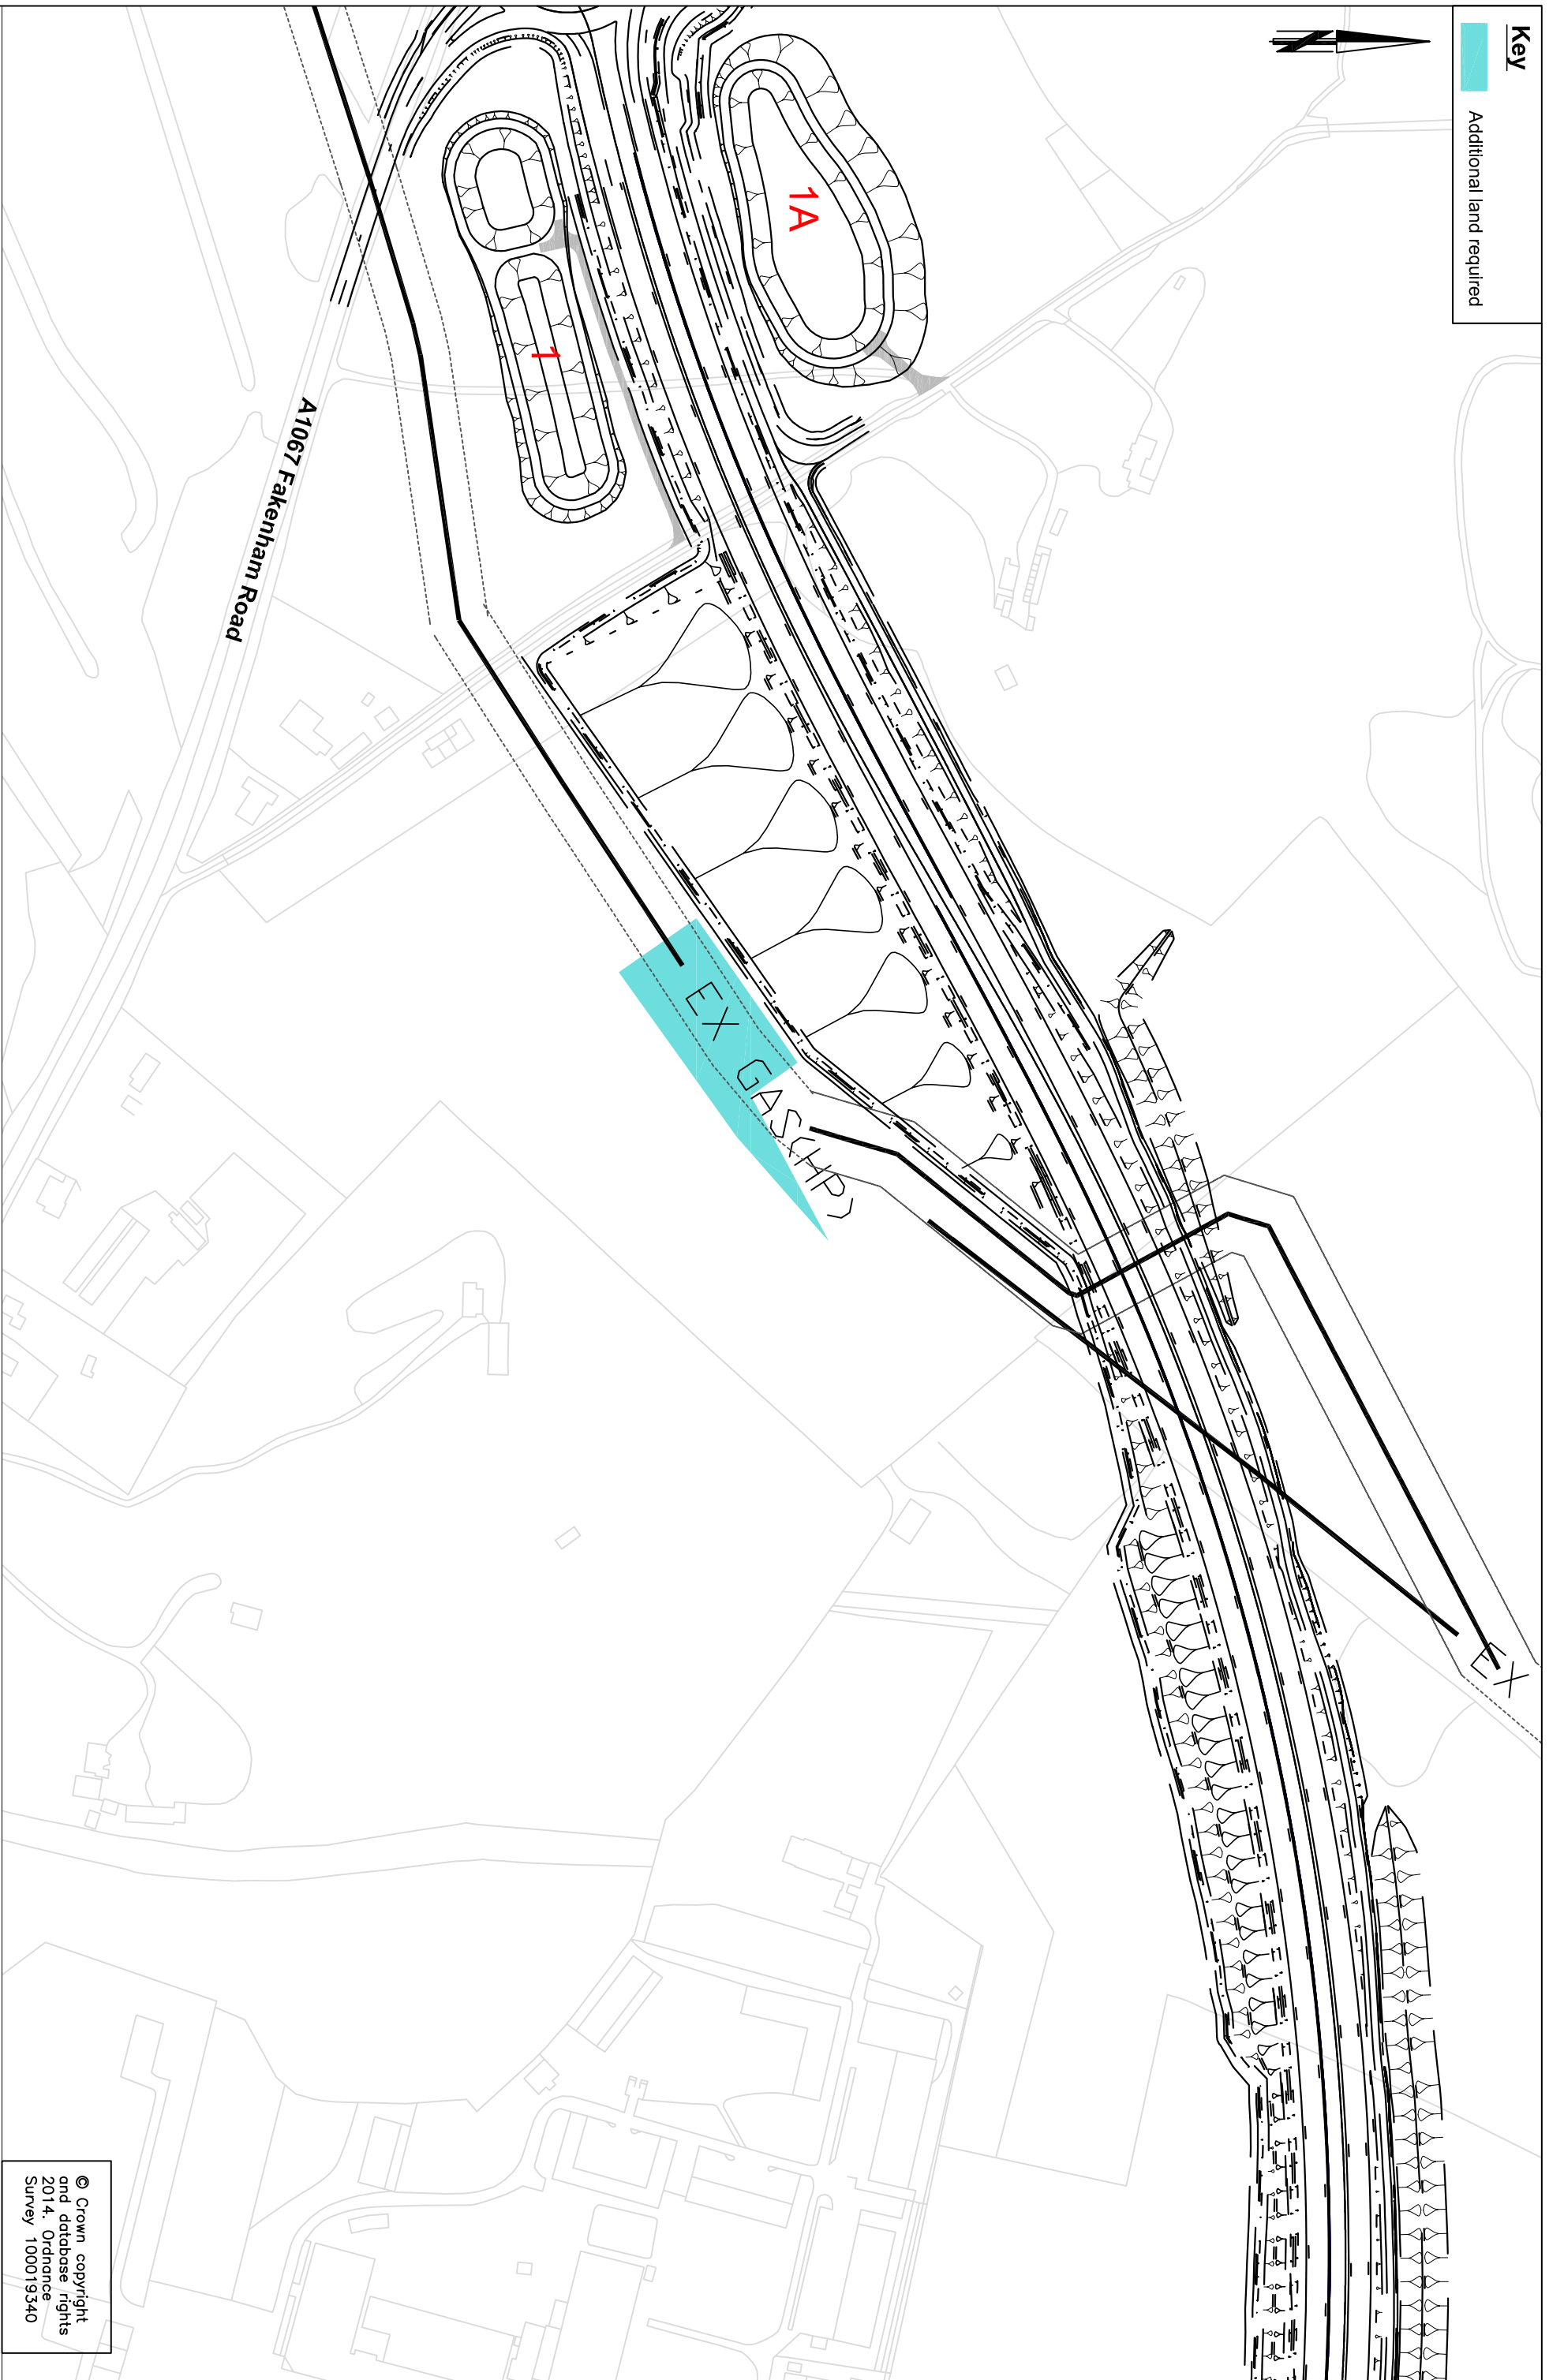 Key
Additional land required
1A
1
A1067 Fakenham Road
EX GAS(HP)
EX
© Crown copyright
and database rights
2014. Ordnance
Survey 100019340